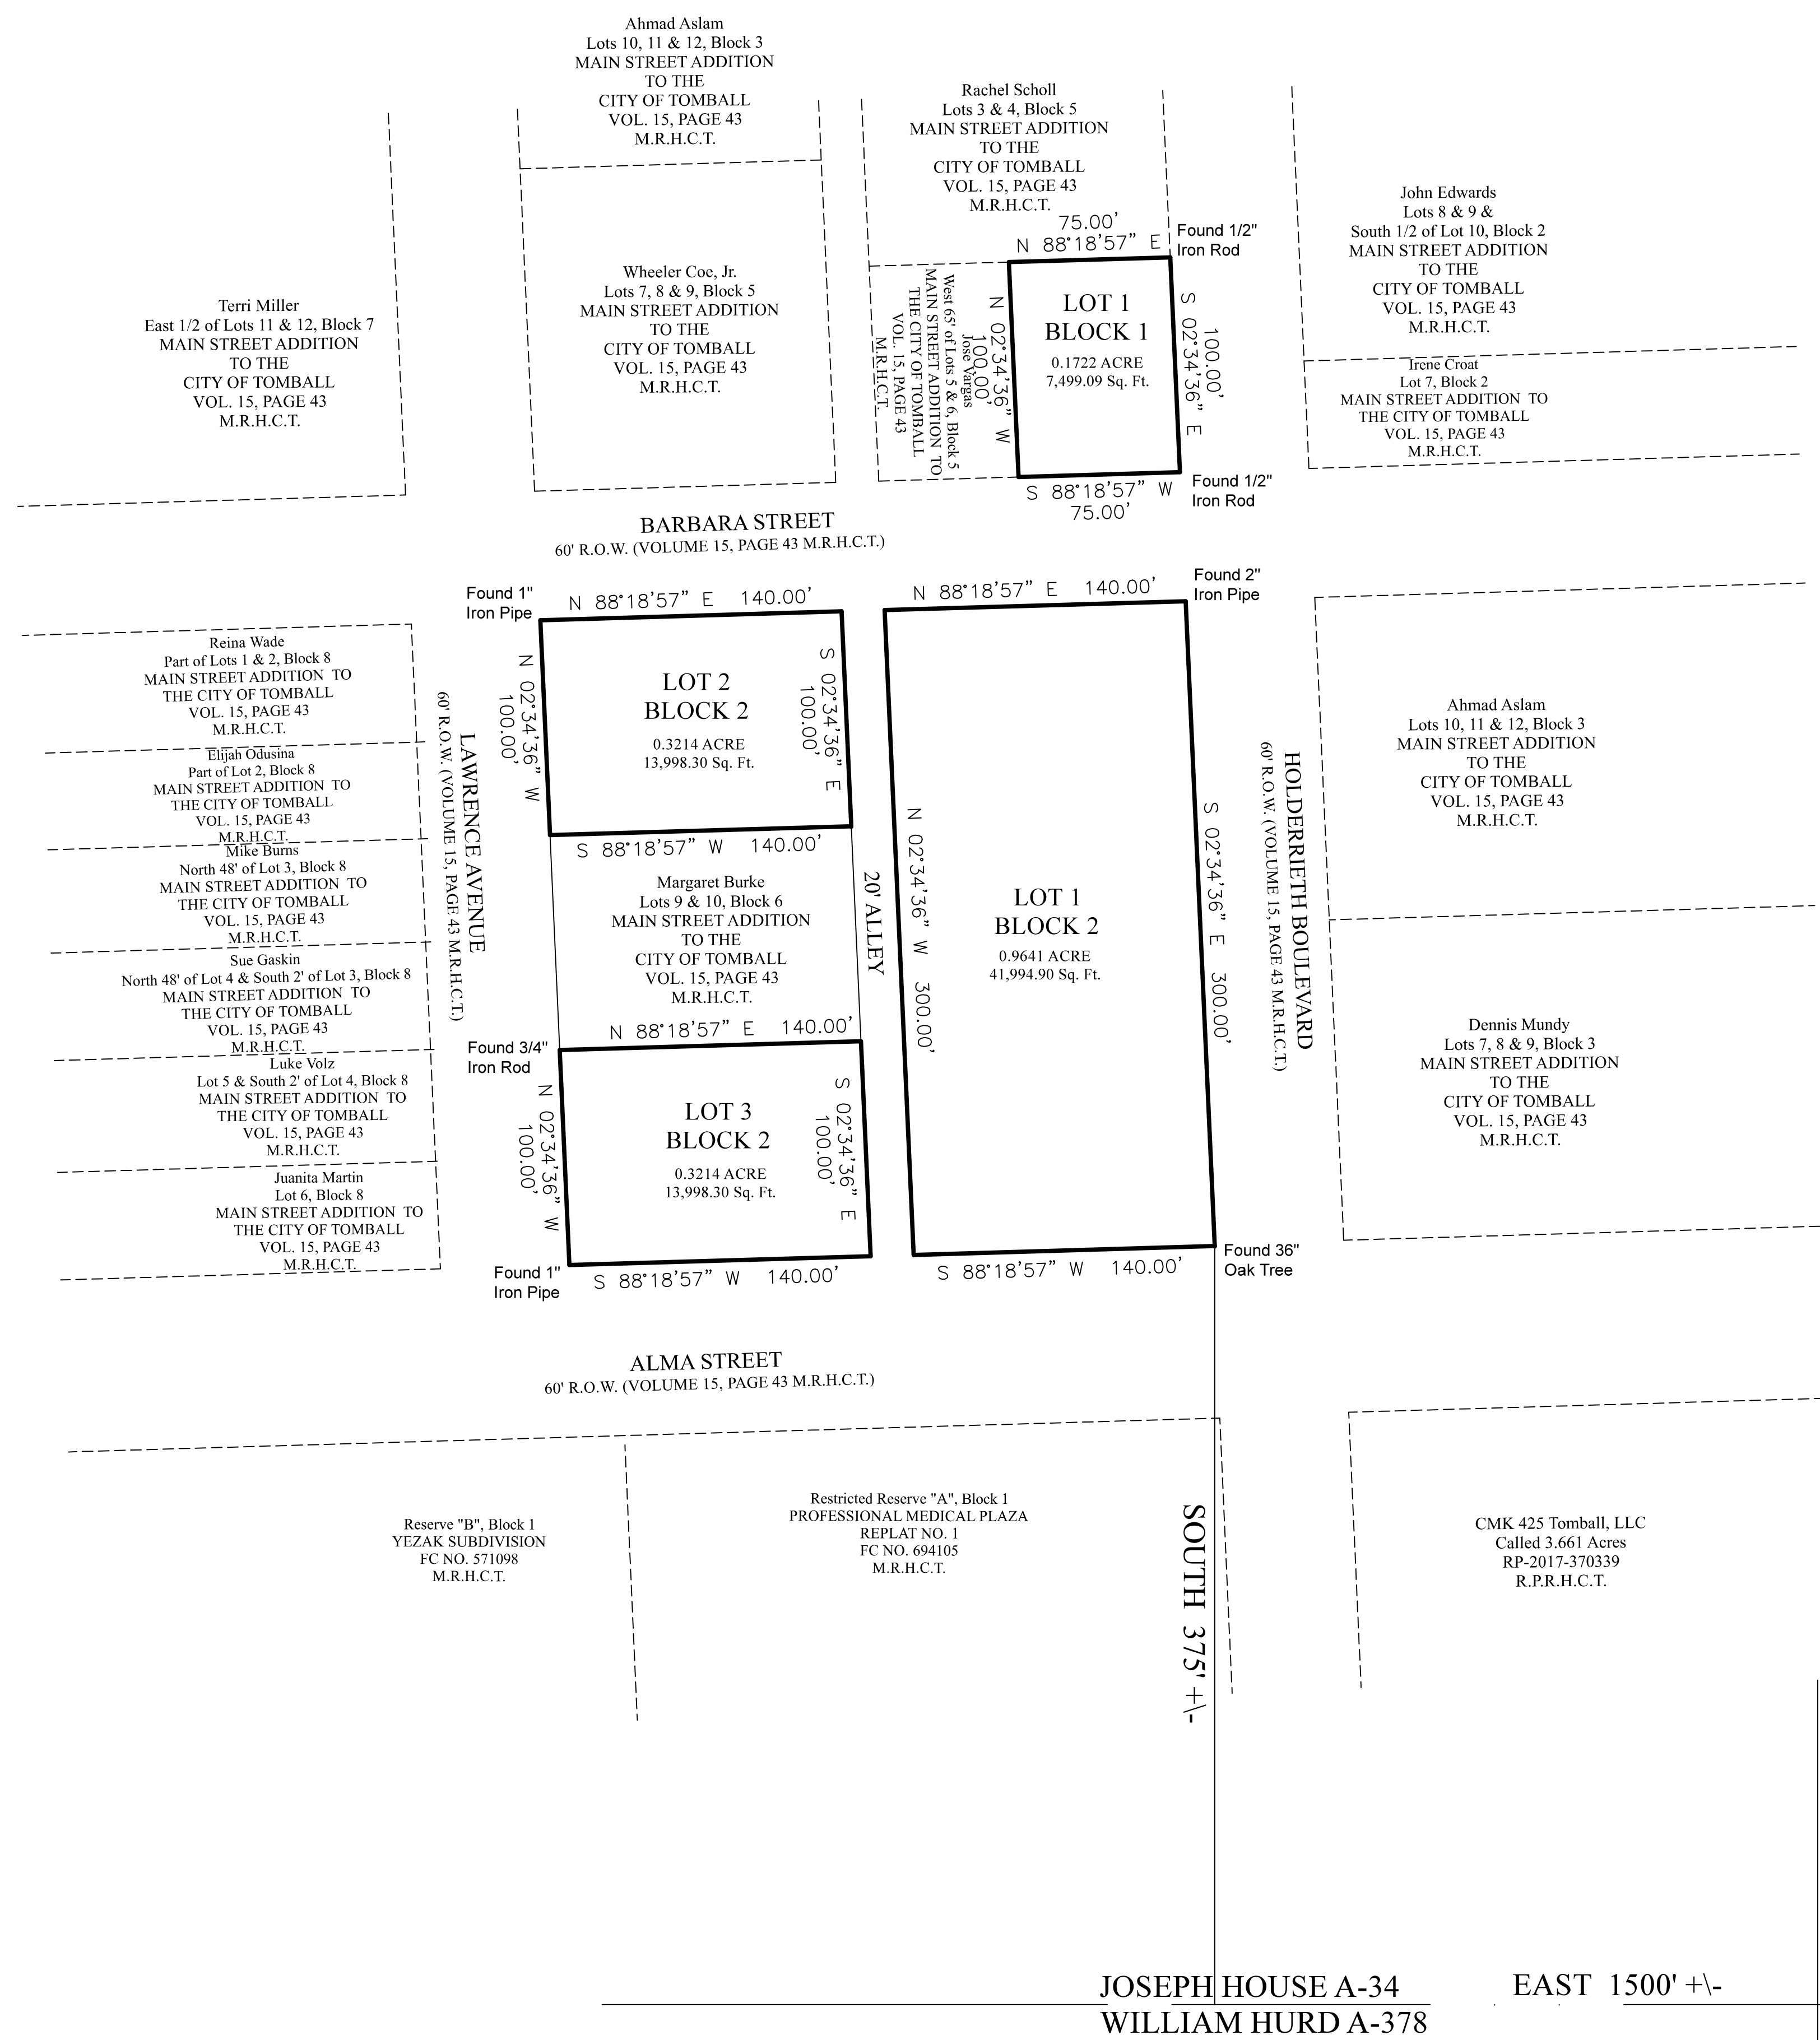 Ahmad Aslam
Lots 10, 11 & 12, Block 3
MAIN STREET ADDITION
TO THE
CITY OF TOMBALL
VOL. 15, PAGE 43
M.R.H.C.T.
Rachel Scholl
Lots 3 & 4, Block 5
MAIN STREET ADDITION
TO THE
CITY OF TOMBALL
VOL. 15, PAGE 43
M.R.H.C.T.
John Edwards
Lots 8 & 9 &
South 1/2 of Lot 10, Block 2
MAIN STREET ADDITION
TO THE
CITY OF TOMBALL
VOL. 15, PAGE 43
M.R.H.C.T.
Terri Miller
East 1/2 of Lots 11 & 12, Block 7
MAIN STREET ADDITION
TO THE
CITY OF TOMBALL
VOL. 15, PAGE 43
M.R.H.C.T.
Wheeler Coe, Jr.
Lots 7, 8 & 9, Block 5
MAIN STREET ADDITION
TO THE
CITY OF TOMBALL
VOL. 15, PAGE 43
M.R.H.C.T.
Jose Vargas
West 65' of Lots 5 & 6, Block 5
MAIN STREET ADDITION TO
THE CITY OF TOMBALL
VOL. 15, PAGE 43
M.R.H.C.T.
75.00'
N 88°18'57" E
Found 1/2"
Iron Rod
N 02°34'36" W
100.00'
LOT 1
BLOCK 1
0.1722 ACRE
7,499.09 Sq. Ft.
100.00'
S 02°34'36" E
S 88°18'57" W
75.00'
Found 1/2"
Iron Rod
Irene Croat
Lot 7, Block 2
MAIN STREET ADDITION TO
THE CITY OF TOMBALL
VOL. 15, PAGE 43
M.R.H.C.T.
BARBARA STREET
60' R.O.W. (VOLUME 15, PAGE 43 M.R.H.C.T.)
Found 1"
Iron Pipe
N 88°18'57" E 140.00'
N 88°18'57" E 140.00'
Found 2"
Iron Pipe
Reina Wade
Part of Lots 1 & 2, Block 8
MAIN STREET ADDITION TO
THE CITY OF TOMBALL
VOL. 15, PAGE 43
M.R.H.C.T.
Elijah Odusina
Part of Lot 2, Block 8
MAIN STREET ADDITION TO
THE CITY OF TOMBALL
VOL. 15, PAGE 43
M.R.H.C.T.
Mike Burns
North 48' of Lot 3, Block 8
MAIN STREET ADDITION TO
THE CITY OF TOMBALL
VOL. 15, PAGE 43
M.R.H.C.T.
Sue Gaskin
North 48' of Lot 4 & South 2' of Lot 3, Block 8
MAIN STREET ADDITION TO
THE CITY OF TOMBALL
VOL. 15, PAGE 43
M.R.H.C.T.
Luke Volz
Lot 5 & South 2' of Lot 4, Block 8
MAIN STREET ADDITION TO
THE CITY OF TOMBALL
VOL. 15, PAGE 43
M.R.H.C.T.
Juanita Martin
Lot 6, Block 8
MAIN STREET ADDITION TO
THE CITY OF TOMBALL
VOL. 15, PAGE 43
M.R.H.C.T.
LAWRENCE AVENUE
60' R.O.W. (VOLUME 15, PAGE 43 M.R.H.C.T.)
N 02°34'36" W
100.00'
LOT 2
BLOCK 2
0.3214 ACRE
13,998.30 Sq. Ft.
S 02°34'36" E
100.00'
S 88°18'57" W 140.00'
Margaret Burke
Lots 9 & 10, Block 6
MAIN STREET ADDITION
TO THE
CITY OF TOMBALL
VOL. 15, PAGE 43
M.R.H.C.T.
20' ALLEY
N 88°18'57" E 140.00'
Found 3/4"
Iron Rod
N 02°34'36" W
100.00'
LOT 3
BLOCK 2
0.3214 ACRE
13,998.30 Sq. Ft.
S 02°34'36" E
100.00'
Found 1"
Iron Pipe
S 88°18'57" W 140.00'
N 02°34'36" W 300.00'
LOT 1
BLOCK 2
0.9641 ACRE
41,994.90 Sq. Ft.
S 02°34'36" E 300.00'
S 88°18'57" W 140.00'
Found 36"
Oak Tree
HOLDERRIETH BOULEVARD
60' R.O.W. (VOLUME 15, PAGE 43 M.R.H.C.T.)
Ahmad Aslam
Lots 10, 11 & 12, Block 3
MAIN STREET ADDITION
TO THE
CITY OF TOMBALL
VOL. 15, PAGE 43
M.R.H.C.T.
Dennis Mundy
Lots 7, 8 & 9, Block 3
MAIN STREET ADDITION
TO THE
CITY OF TOMBALL
VOL. 15, PAGE 43
M.R.H.C.T.
ALMA STREET
60' R.O.W. (VOLUME 15, PAGE 43 M.R.H.C.T.)
Reserve "B", Block 1
YEZAK SUBDIVISION
FC NO. 571098
M.R.H.C.T.
Restricted Reserve "A", Block 1
PROFESSIONAL MEDICAL PLAZA
REPLAT NO. 1
FC NO. 694105
M.R.H.C.T.
SOUTH 375' +\-
CMK 425 Tomball, LLC
Called 3.661 Acres
RP-2017-370339
R.P.R.H.C.T.
JOSEPH HOUSE A-34
EAST 1500' +\-
WILLIAM HURD A-378